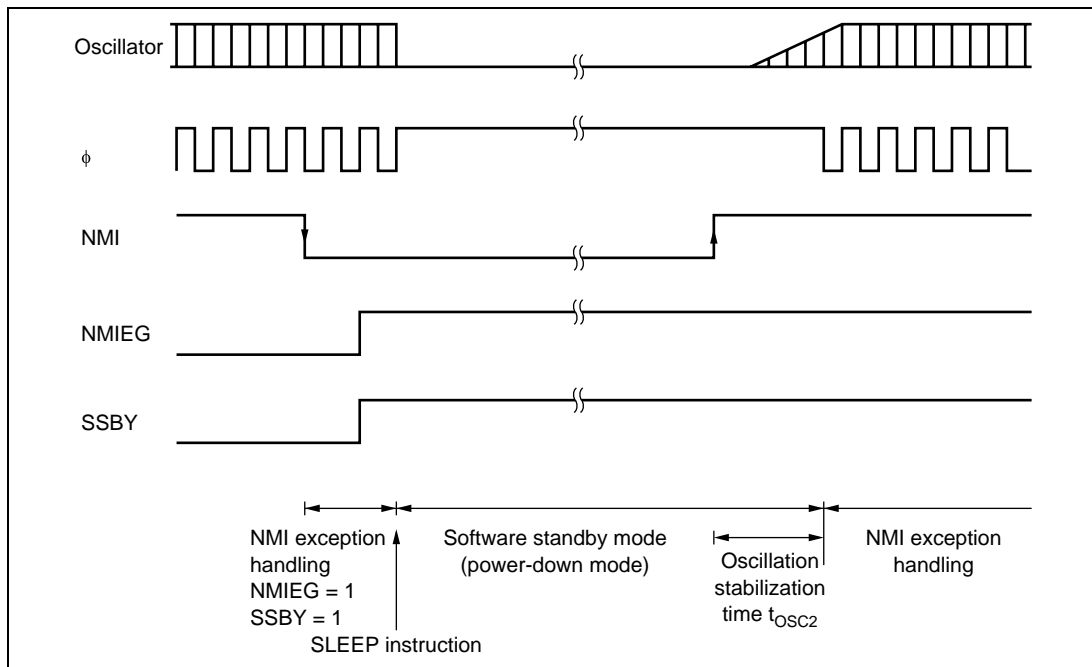 Oscillator
ϕ
NMI
NMIEG
SSBY
NMI exception
handling
NMIEG = 1
SSBY = 1
SLEEP instruction
Software standby mode
(power-down mode)
Oscillation
stabilization
time tOSC2
NMI exception
handling